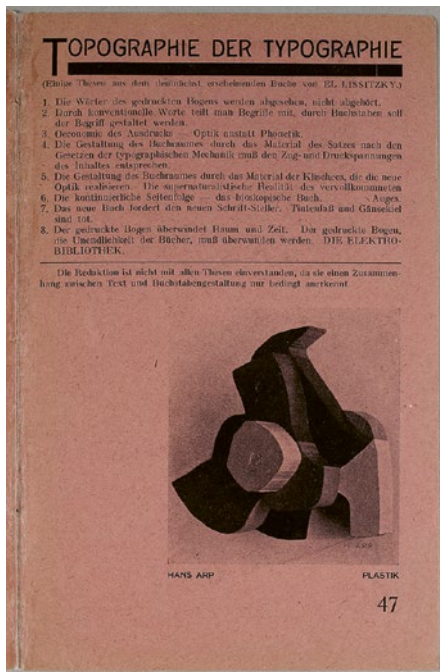 TOPOGRAPHIE DER TYPOGRAPHIE
(Einige Thesen aus dem demnächst erscheinenden Buche von EL LISSITZKY.)
1. Die Wörter des gedruckten Bogens werden abgesehen, nicht abgehört.
2. Durch konventionelle Worte teilt man Begriffe mit, durch Buchstaben soll
der Begriff gestaltet werden.
3. Oeconomie des Ausdrucks — Optik anstatt Phonetik.
4. Die Gestaltung des Buchraumes durch das Material des Satzes nach den
Gesetzen der typographischen Mechanik muß den Zug- und Druckspannungen
des Inhaltes entsprechen.
5. Die Gestaltung des Buchraumes durch das Material der Klischees, die die neue
Optik realisieren. Die supernaturalistische Realität des vervollkommneten
6. Die kontinuierliche Seitenfolge — das bioskopische Buch. Auges.
7. Das neue Buch fordert den neuen Schrift-Steller. Tintenfaß und Gänsekiel
sind tot.
8. Der gedruckte Bogen überwindet Raum und Zeit. Der gedruckte Bogen,
die Unendlichkeit der Bücher, muß überwunden werden. DIE ELEKTRO-
BIBLIOTHEK.
Die Redaktion ist nicht mit allen Thesen einverstanden, da sie einen Zusammen-
hang zwischen Text und Buchstabengestaltung nur bedingt anerkennt
HANS ARP PLASTIK
47